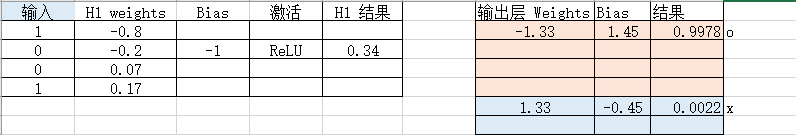 输入 H1 weights Bias 激活 H1 结果 输出层 Weights Bias 结果
1 -0.8 -1.33 1.45 0.9978 o
0 -0.2 -1 ReLU 0.34
0 0.07
1 0.17
1.33 -0.45 0.0022 x